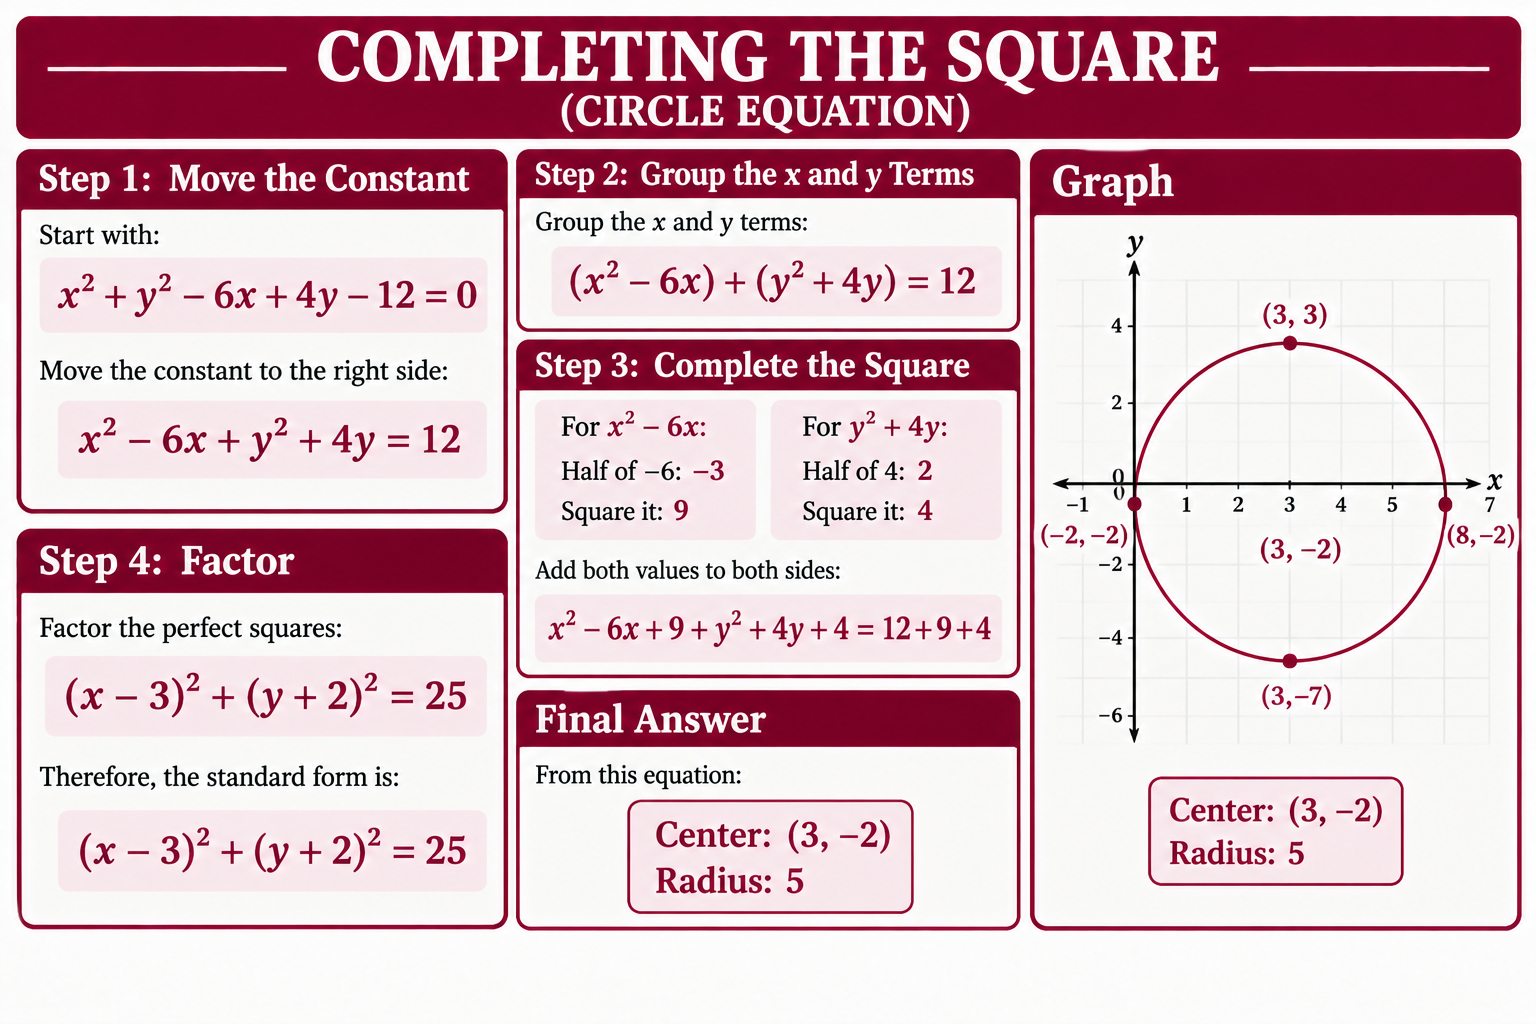 COMPLETING THE SQUARE
(CIRCLE EQUATION)
Step 1: Move the Constant
Start with:
x² + y² − 6x + 4y − 12 = 0
Move the constant to the right side:
x² − 6x + y² + 4y = 12
Step 2: Group the x and y Terms
Group the x and y terms:
(x² − 6x) + (y² + 4y) = 12
Step 3: Complete the Square
For x² − 6x:
Half of −6: −3
Square it: 9
For y² + 4y:
Half of 4: 2
Square it: 4
Add both values to both sides:
x² − 6x + 9 + y² + 4y + 4 = 12+9+4
Step 4: Factor
Factor the perfect squares:
(x − 3)² + (y + 2)² = 25
Therefore, the standard form is:
(x − 3)² + (y + 2)² = 25
Final Answer
From this equation:
Center: (3, −2)
Radius: 5
Graph
y
(3, 3)
4
2
0
x
0
−1 1 2 3 4 5 7
(−2, −2)
(3, −2)
(8,−2)
−2
−4
(3,−7)
−6
Center: (3, −2)
Radius: 5